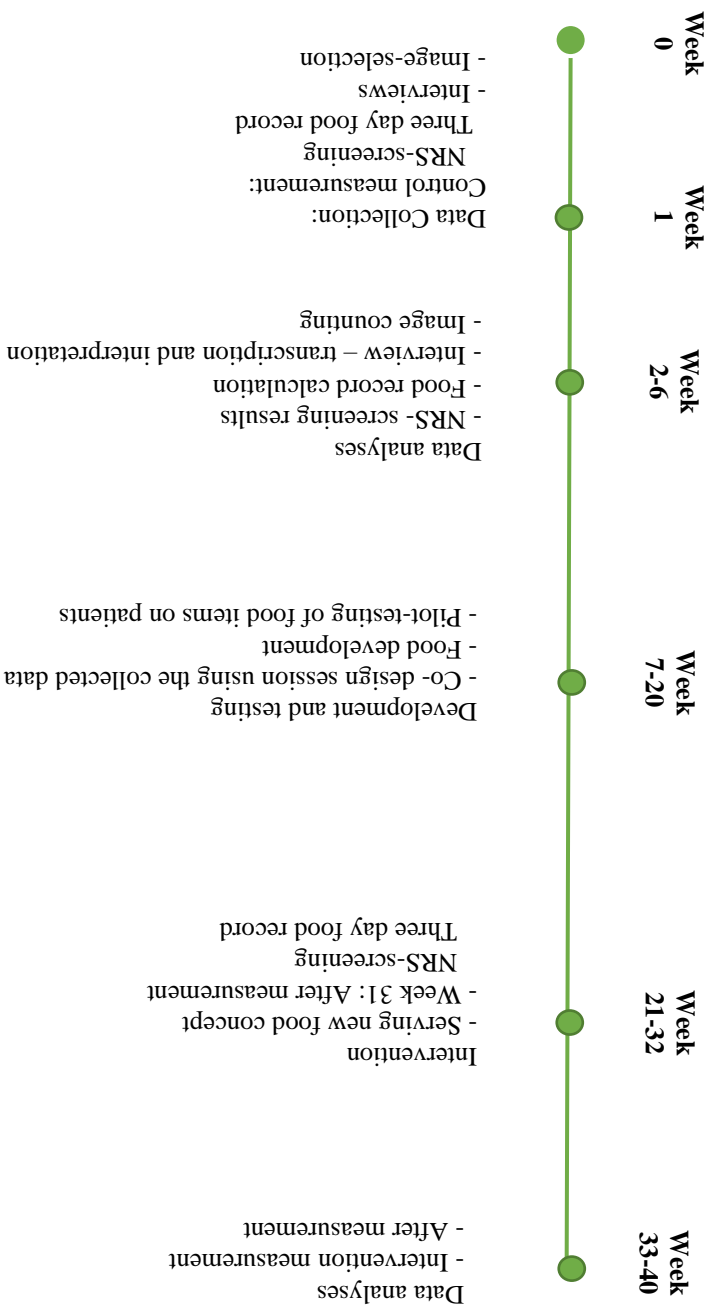 Week
0
Week
1
Data Collection:
Control measurement:
NRS-screening
Three day food record
- Interviews
- Image-selection
Week
2-6
Data analyses
- NRS- screening results
- Food record calculation
- Interview – transcription and interpretation
- Image counting
Week
7-20
Development and testing
- Co- design session using the collected data
- Food development
- Pilot-testing of food items on patients
Week
21-32
Intervention
- Serving new food concept
- Week 31: After measurement
NRS-screening
Three day food record
Week
33-40
Data analyses
- Intervention measurement
- After measurement